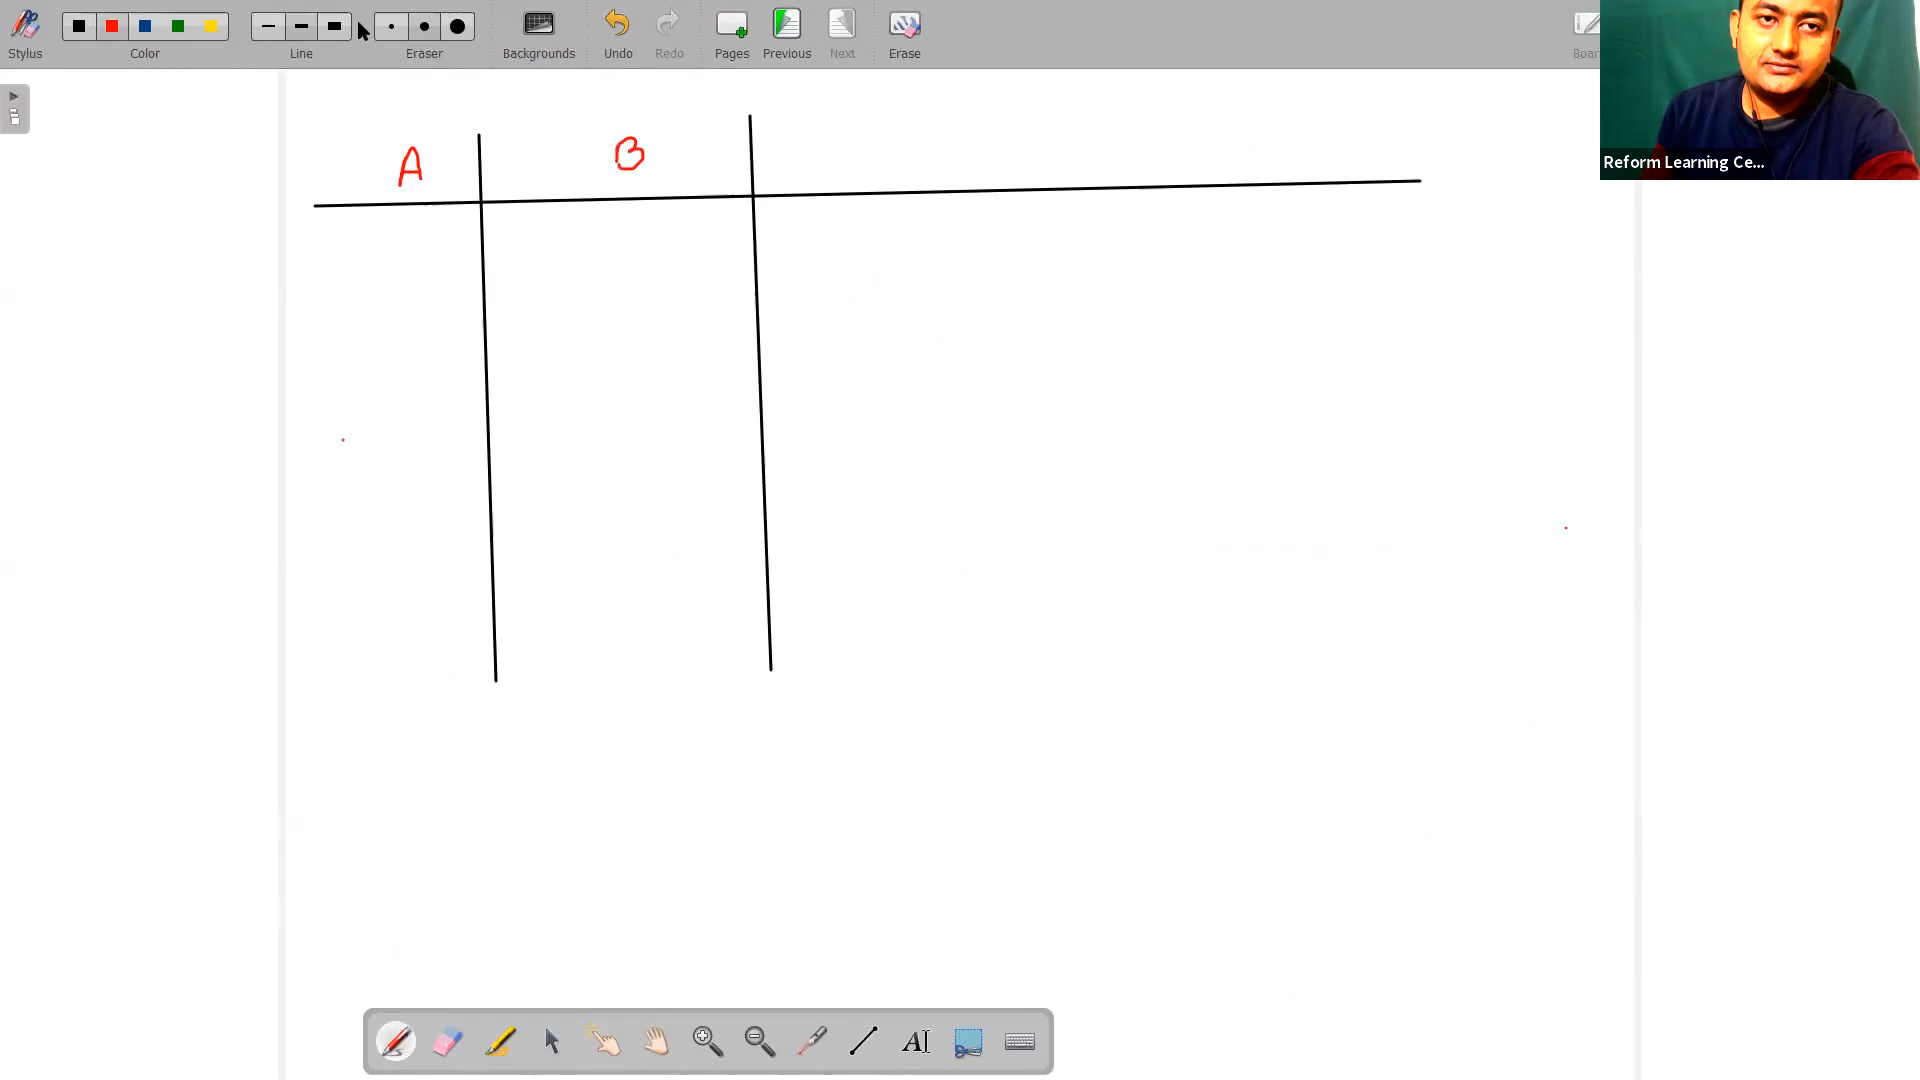 Stylus Color Line Eraser Backgrounds Undo Redo Pages Previous Next Erase
Reform Learning Ce...
A B